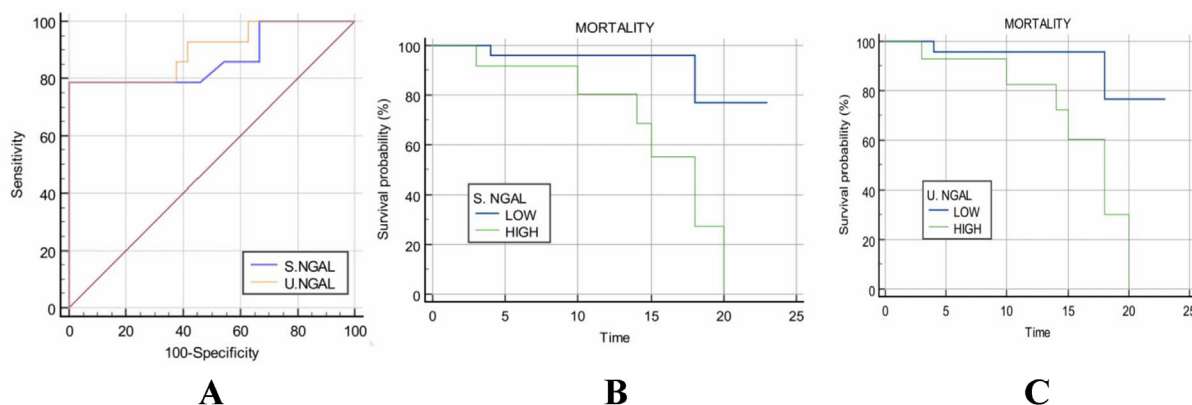 100
80
60
40
20
0
Sensitivity
0 20 40 60 80 100
100-Specificity
S.NGAL
U.NGAL
A
MORTALITY
100
80
60
40
20
0
Survival probability (%)
S. NGAL
LOW
HIGH
0 5 10 15 20 25
Time
B
MORTALITY
100
80
60
40
20
0
Survival probability (%)
U. NGAL
LOW
HIGH
0 5 10 15 20 25
Time
C